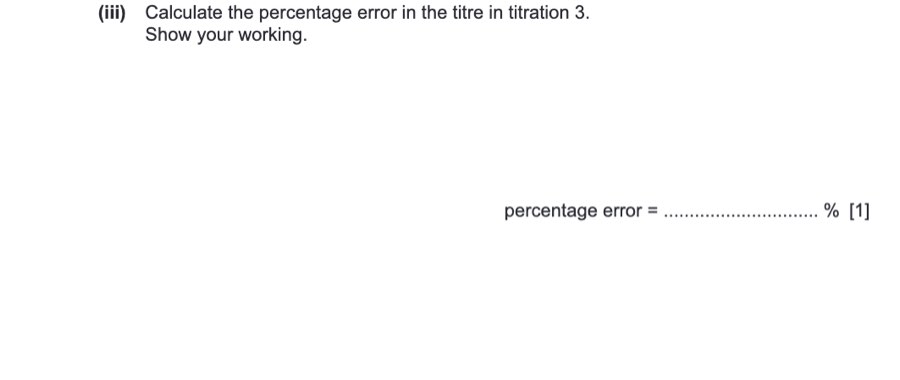 (iii) Calculate the percentage error in the titre in titration 3.
Show your working.
percentage error = .............................. % [1]